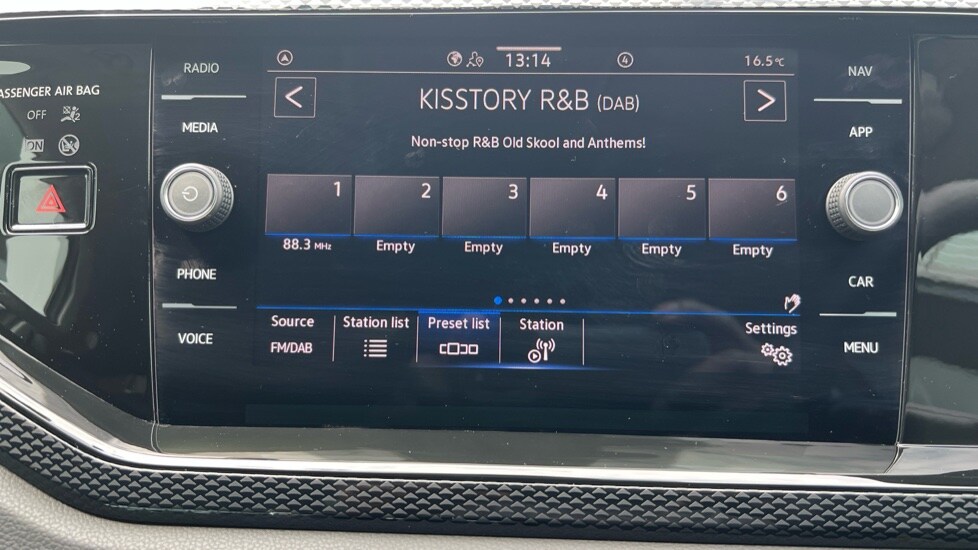 RADIO
MEDIA
PHONE
VOICE
ASSENGER AIR BAG
OFF
ON
2
13:14
4
16.5°C
< KISSTORY R&B (DAB) >
Non-stop R&B Old Skool and Anthems!
1 2 3 4 5 6
88.3 MHz Empty Empty Empty Empty Empty
Source Station list Preset list Station Settings
FM/DAB
NAV
APP
CAR
MENU